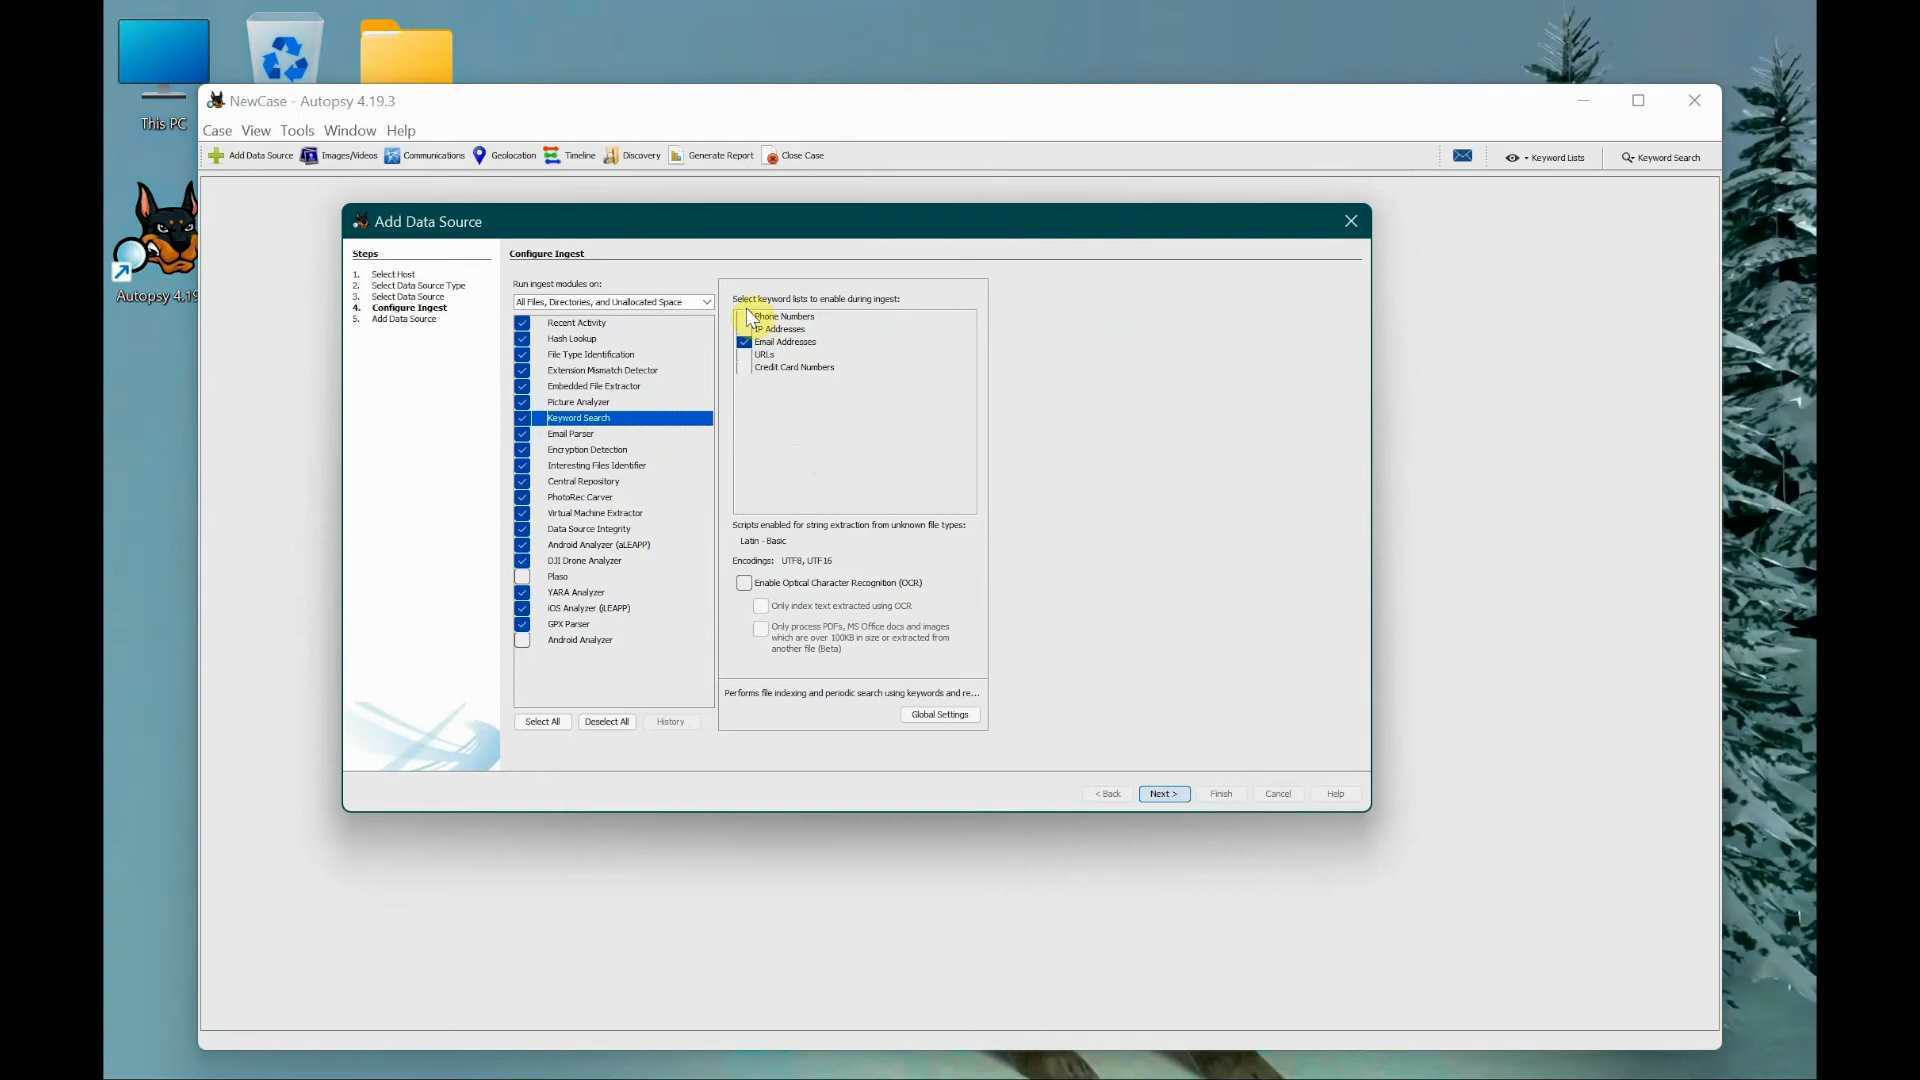 This PC
Autopsy 4.19
NewCase - Autopsy 4.19.3
Case View Tools Window Help
Add Data Source Images/Videos Communications Geolocation Timeline Discovery Generate Report Close Case Keyword Lists Keyword Search
Add Data Source
Steps
1. Select Host
2. Select Data Source Type
3. Select Data Source
4. Configure Ingest
5. Add Data Source
Configure Ingest
Run ingest modules on:
All Files, Directories, and Unallocated Space
Recent Activity
Hash Lookup
File Type Identification
Extension Mismatch Detector
Embedded File Extractor
Picture Analyzer
Keyword Search
Email Parser
Encryption Detection
Interesting Files Identifier
Central Repository
PhotoRec Carver
Virtual Machine Extractor
Data Source Integrity
Android Analyzer (aLEAPP)
DJI Drone Analyzer
Plaso
YARA Analyzer
iOS Analyzer (iLEAPP)
GPX Parser
Android Analyzer
Select All Deselect All History
Select keyword lists to enable during ingest:
Phone Numbers
IP Addresses
Email Addresses
URLs
Credit Card Numbers
Scripts enabled for string extraction from unknown file types:
Latin - Basic
Encodings: UTF8, UTF16
Enable Optical Character Recognition (OCR)
Only index text extracted using OCR
Only process PDFs, MS Office docs and images
which are over 100KB in size or extracted from
another file (Beta)
Performs file indexing and periodic search using keywords and re...
Global Settings
< Back Next > Finish Cancel Help